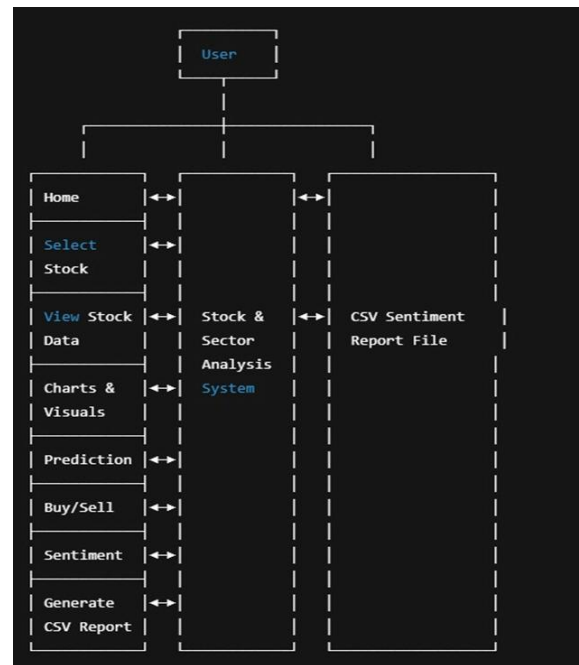 User
Home
Select
Stock
View Stock
Data
Charts &
Visuals
Prediction
Buy/Sell
Sentiment
Generate
CSV Report
Stock &
Sector
Analysis
System
CSV Sentiment
Report File